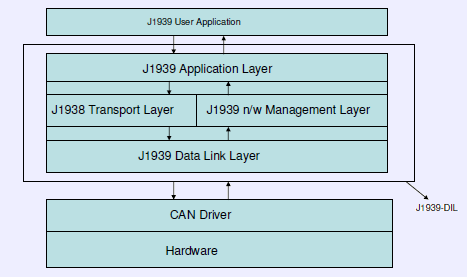 J1939 User Application
J1939 Application Layer
J1938 Transport Layer
J1939 n/w Management Layer
J1939 Data Link Layer
J1939-DIL
CAN Driver
Hardware